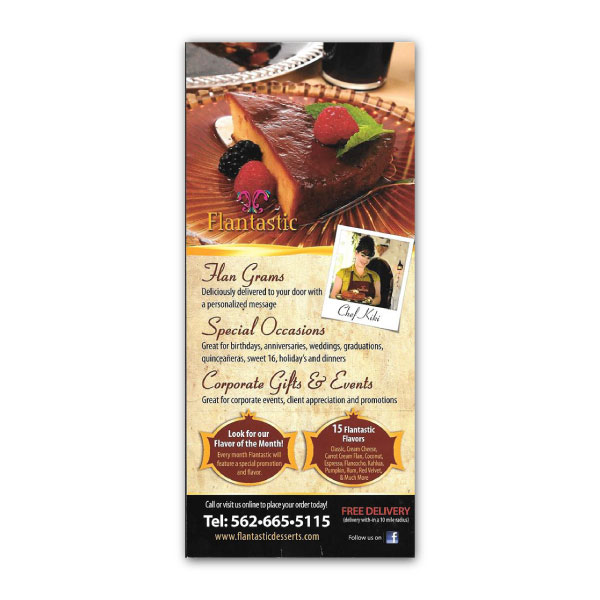 Flantastic
Flan Grams
Deliciously delivered to your door with
a personalized message
Chef Kiki
Special Occasions
Great for birthdays, anniversaries, weddings, graduations,
quinceañeras, sweet 16, holiday's and dinners
Corporate Gifts & Events
Great for corporate events, client appreciation and promotions
Look for our
Flavor of the Month!
Every month Flantastic will
feature a special promotion
and flavor.
15 Flantastic
Flavors
Classic, Cream Cheese,
Carrot Cream Flan, Coconut,
Espresso, Flancocho, Kahlua,
Pumpkin, Rum, Red Velvet,
& Much More
Call or visit us online to place your order today!
Tel: 562•665•5115
www.flantasticdesserts.com
FREE DELIVERY
(delivery with-in a 10 mile radius)
Follow us on f